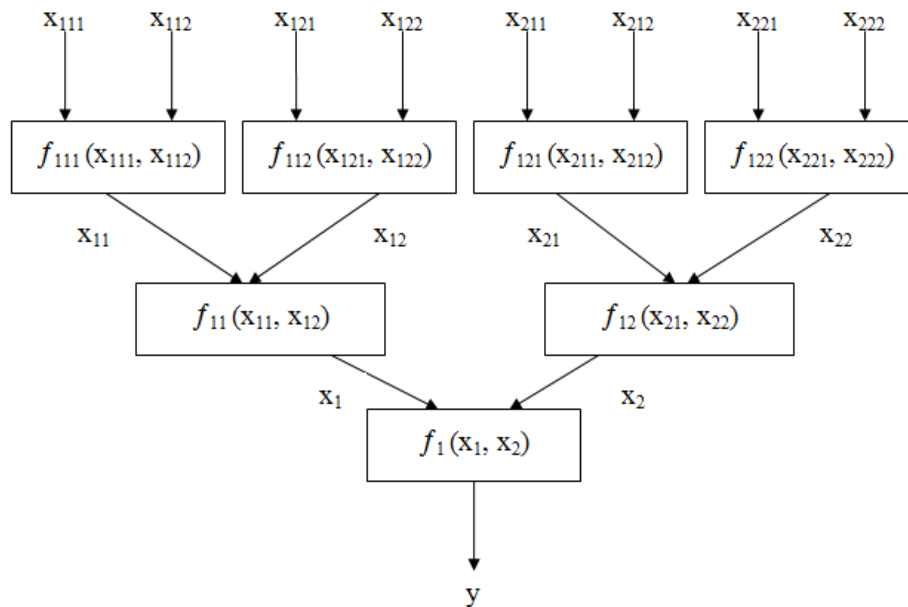 x₁₁₁ x₁₁₂ x₁₂₁ x₁₂₂ x₂₁₁ x₂₁₂ x₂₂₁ x₂₂₂
f₁₁₁(x₁₁₁, x₁₁₂) f₁₁₂(x₁₂₁, x₁₂₂) f₁₂₁(x₂₁₁, x₂₁₂) f₁₂₂(x₂₂₁, x₂₂₂)
x₁₁ x₁₂ x₂₁ x₂₂
f₁₁(x₁₁, x₁₂) f₁₂(x₂₁, x₂₂)
x₁ x₂
f₁(x₁, x₂)
y